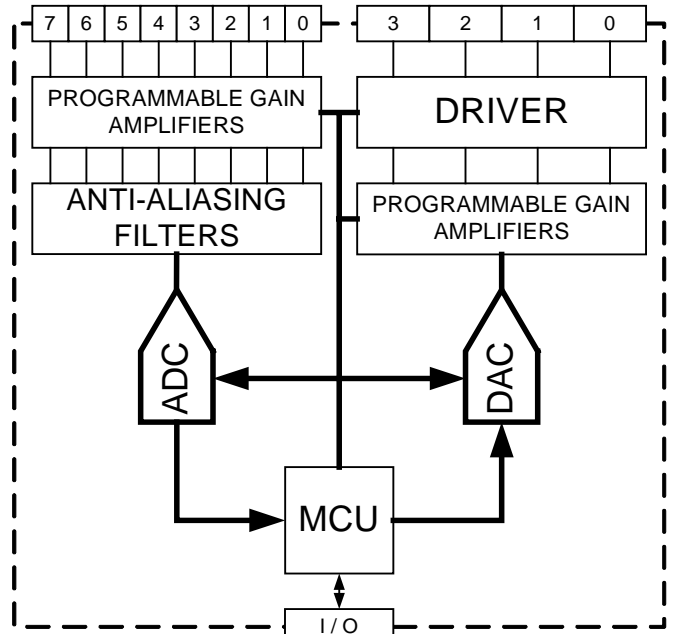 7 6 5 4 3 2 1 0
3 2 1 0
PROGRAMMABLE GAIN
AMPLIFIERS
DRIVER
ANTI-ALIASING
FILTERS
PROGRAMMABLE GAIN
AMPLIFIERS
ADC
DAC
MCU
I / O